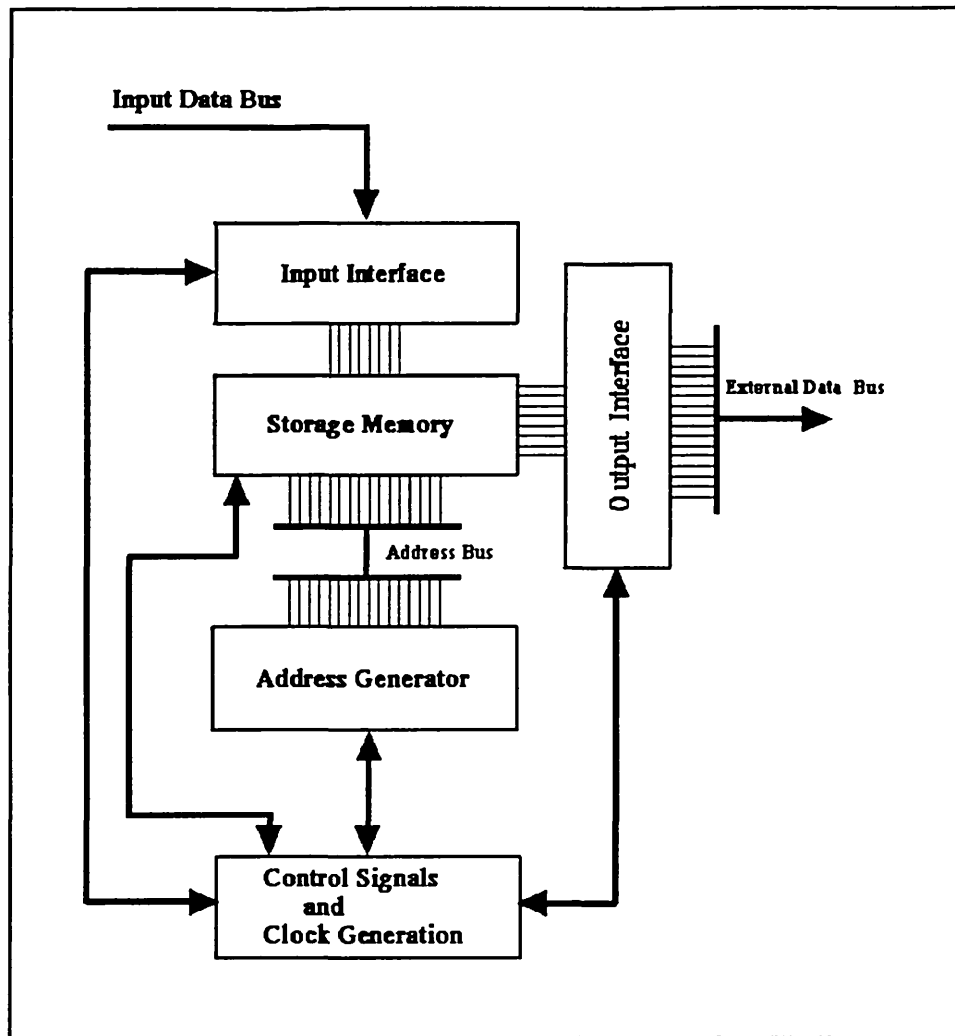 Input Data Bus
Input Interface
Storage Memory
Output Interface
External Data Bus
Address Bus
Address Generator
Control Signals
and
Clock Generation